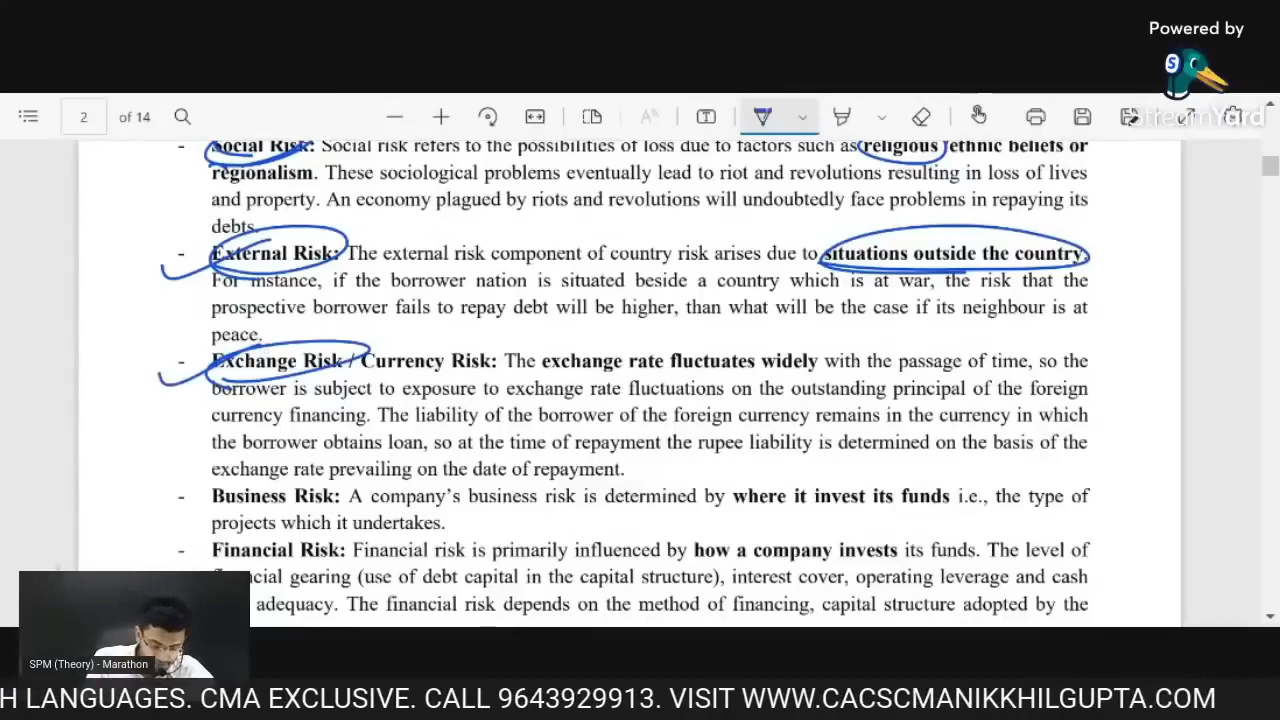 Powered by
S
StreamYard
2 of 14
- Social Risk: Social risk refers to the possibilities of loss due to factors such as religious ethnic beliefs or
regionalism. These sociological problems eventually lead to riot and revolutions resulting in loss of lives
and property. An economy plagued by riots and revolutions will undoubtedly face problems in repaying its
debts.
- External Risk: The external risk component of country risk arises due to situations outside the country.
For instance, if the borrower nation is situated beside a country which is at war, the risk that the
prospective borrower fails to repay debt will be higher, than what will be the case if its neighbour is at
peace.
- Exchange Risk / Currency Risk: The exchange rate fluctuates widely with the passage of time, so the
borrower is subject to exposure to exchange rate fluctuations on the outstanding principal of the foreign
currency financing. The liability of the borrower of the foreign currency remains in the currency in which
the borrower obtains loan, so at the time of repayment the rupee liability is determined on the basis of the
exchange rate prevailing on the date of repayment.
- Business Risk: A company's business risk is determined by where it invest its funds i.e., the type of
projects which it undertakes.
- Financial Risk: Financial risk is primarily influenced by how a company invests its funds. The level of
gearing (use of debt capital in the capital structure), interest cover, operating leverage and cash
adequacy. The financial risk depends on the method of financing, capital structure adopted by the
SPM (Theory) - Marathon
H LANGUAGES. CMA EXCLUSIVE. CALL 9643929913. VISIT WWW.CACSCMANIKKHILGUPTA.COM